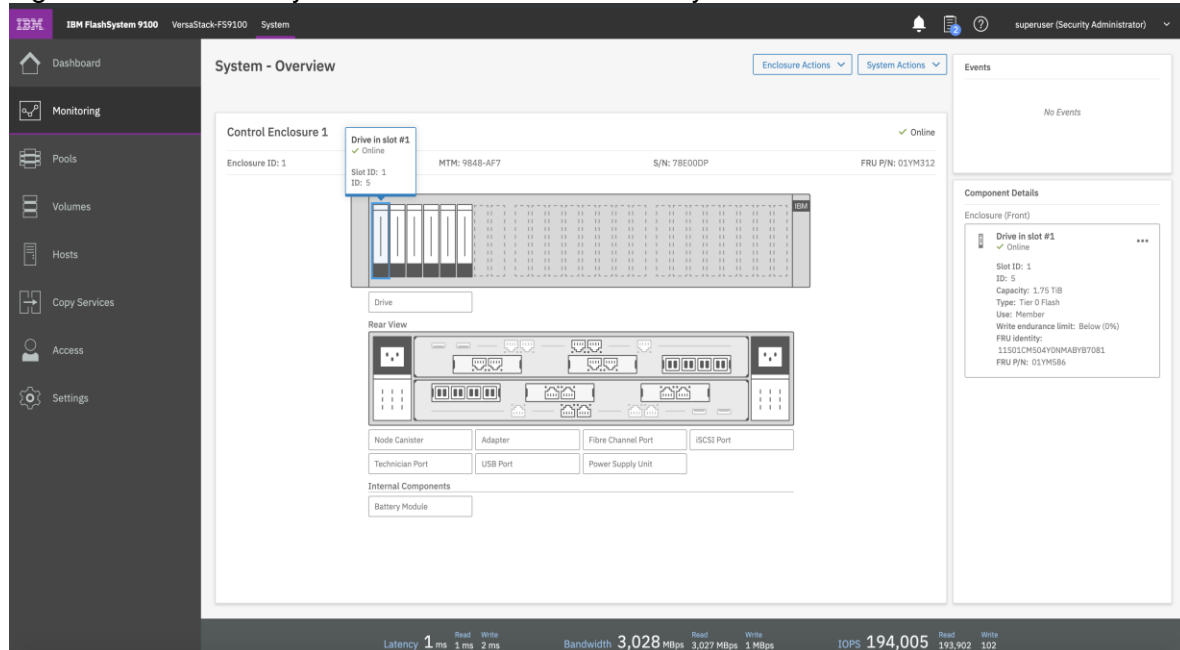 IBM
IBM FlashSystem 9100 VersaStack-FS9100 System
2
?
superuser (Security Administrator)
Dashboard
Monitoring
Pools
Volumes
Hosts
Copy Services
Access
Settings
System - Overview
Enclosure Actions
System Actions
Control Enclosure 1
Online
Drive in slot #1
Online
Slot ID: 1
ID: 5
Enclosure ID: 1
MTM: 9848-AF7
S/N: 78E00DP
FRU P/N: 01YM312
IBM
Drive
Rear View
Node Canister
Adapter
Fibre Channel Port
iSCSI Port
Technician Port
USB Port
Power Supply Unit
Internal Components
Battery Module
Events
No Events
Component Details
Enclosure (Front)
Drive in slot #1
Online
Slot ID: 1
ID: 5
Capacity: 1.75 TiB
Type: Tier 0 Flash
Use: Member
Write endurance limit: Below (0%)
FRU identity:
11S01CM504Y0NMABYB7081
FRU P/N: 01YM586
Latency 1 ms Read 1 ms Write 2 ms
Bandwidth 3,028 MBps Read 3,027 MBps Write 1 MBps
IOPS 194,005 Read 193,902 Write 102